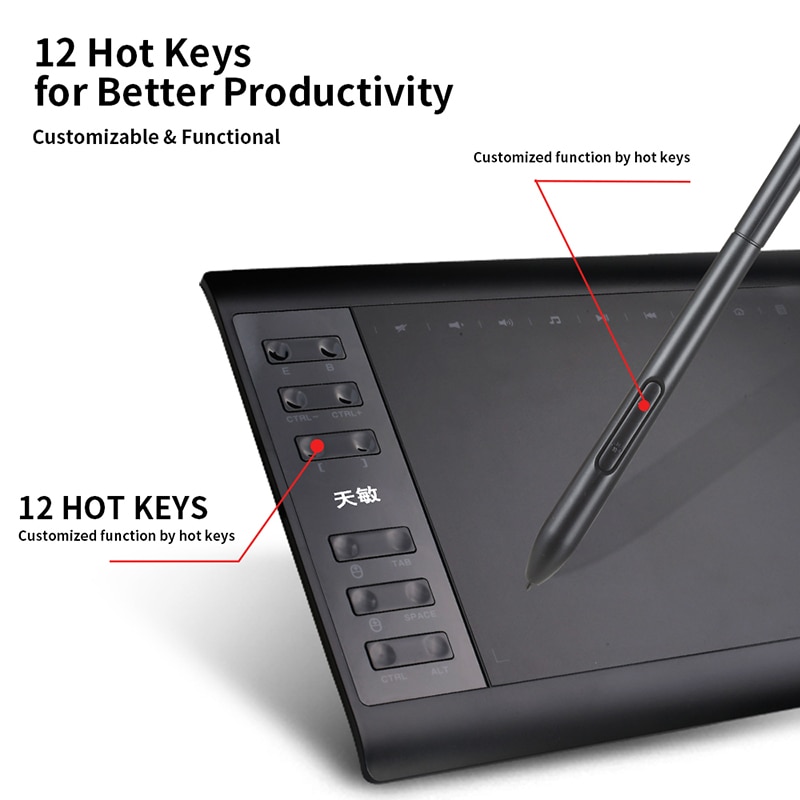 12 Hot Keys
for Better Productivity
Customizable & Functional
Customized function by hot keys
E B
CTRL- CTRL+
[ ]
12 HOT KEYS
Customized function by hot keys
天敏
TAB
SPACE
CTRL ALT